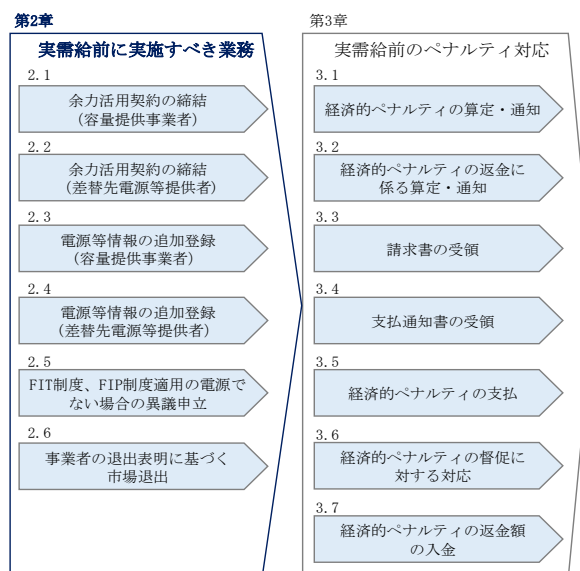 第2章
実需給前に実施すべき業務
2.1
余力活用契約の締結
(容量提供事業者)
2.2
余力活用契約の締結
(差替先電源等提供者)
2.3
電源等情報の追加登録
(容量提供事業者)
2.4
電源等情報の追加登録
(差替先電源等提供者)
2.5
FIT制度、FIP制度適用の電源で
ない場合の異議申立
2.6
事業者の退出表明に基づく
市場退出
第3章
実需給前のペナルティ対応
3.1
経済的ペナルティの算定・通知
3.2
経済的ペナルティの返金に
係る算定・通知
3.3
請求書の受領
3.4
支払通知書の受領
3.5
経済的ペナルティの支払
3.6
経済的ペナルティの督促に
対する対応
3.7
経済的ペナルティの返金額
の入金